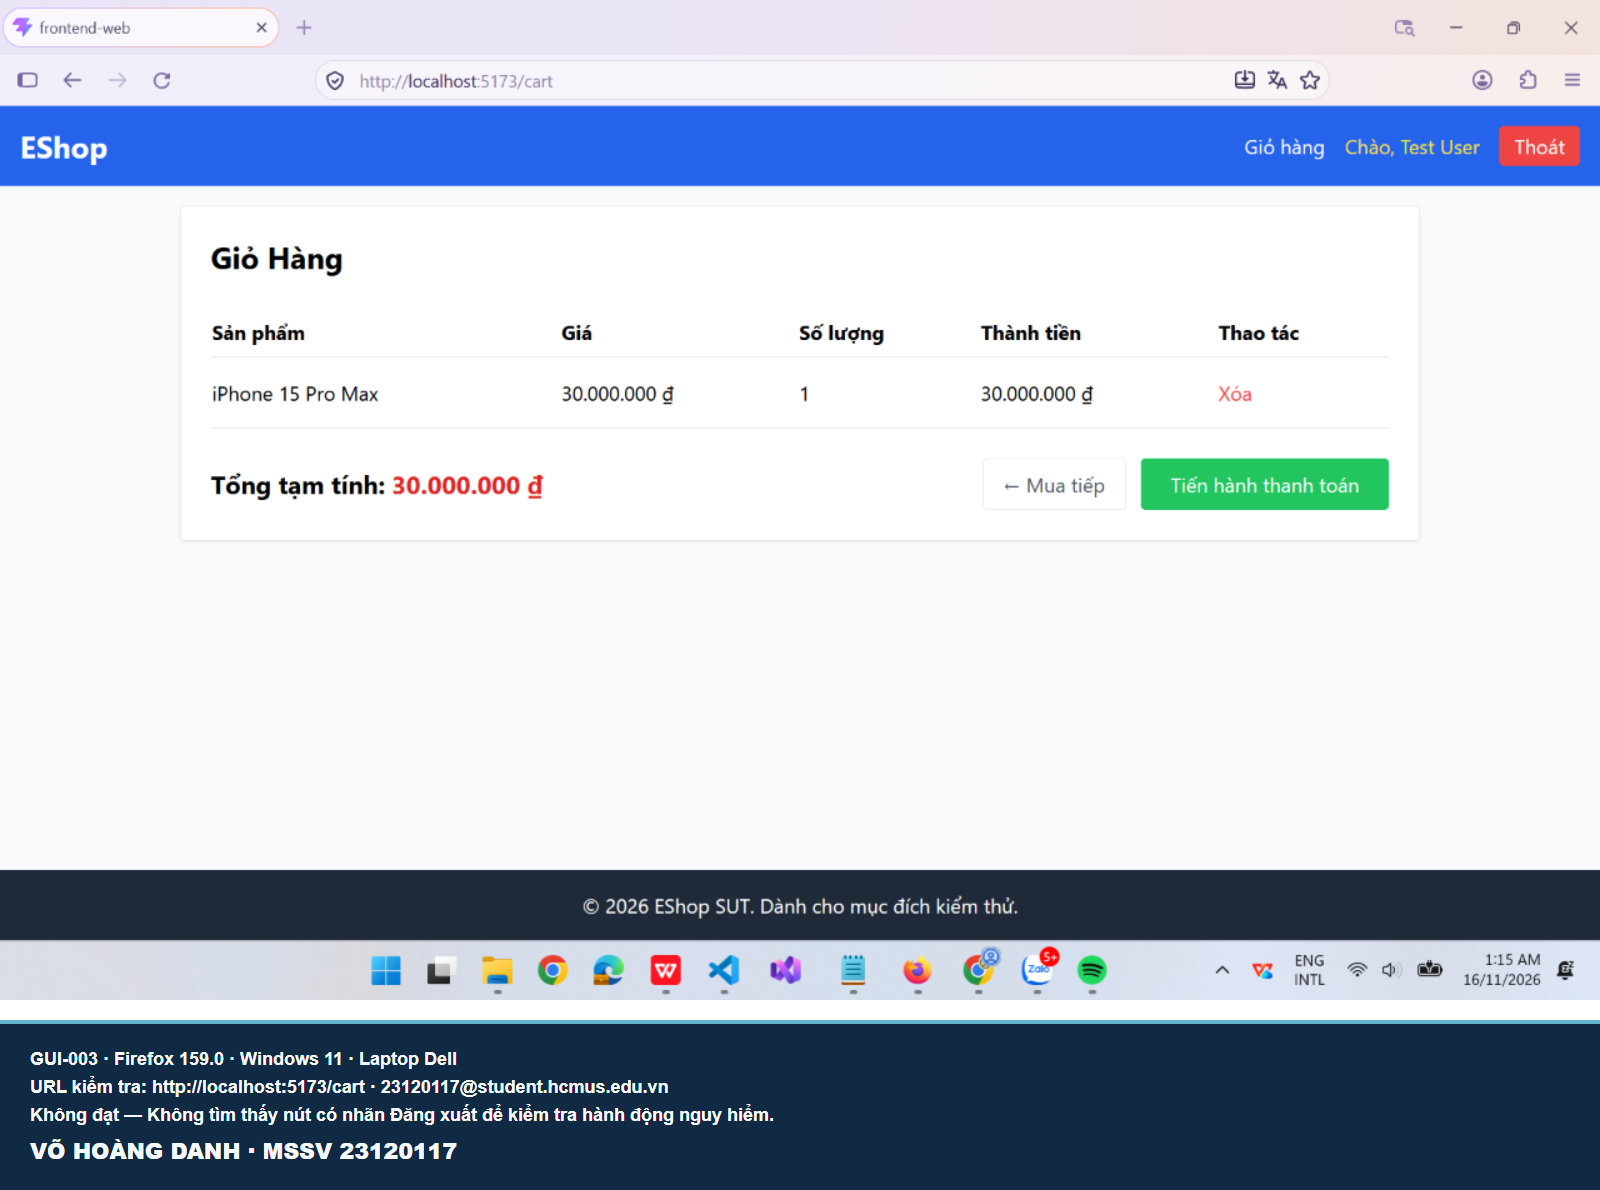 frontend-web
http://localhost:5173/cart
EShop
Giỏ hàng Chào, Test User Thoát
Giỏ Hàng
Sản phẩm Giá Số lượng Thành tiền Thao tác
iPhone 15 Pro Max 30.000.000 ₫ 1 30.000.000 ₫ Xóa
Tổng tạm tính: 30.000.000 ₫ ← Mua tiếp Tiến hành thanh toán
© 2026 EShop SUT. Dành cho mục đích kiểm thử.
Zalo 5+
ENG 1:15 AM
INTL 16/11/2026
GUI-003 · Firefox 159.0 · Windows 11 · Laptop Dell
URL kiểm tra: http://localhost:5173/cart · 23120117@student.hcmus.edu.vn
Không đạt — Không tìm thấy nút có nhãn Đăng xuất để kiểm tra hành động nguy hiểm.
VÕ HOÀNG DANH · MSSV 23120117